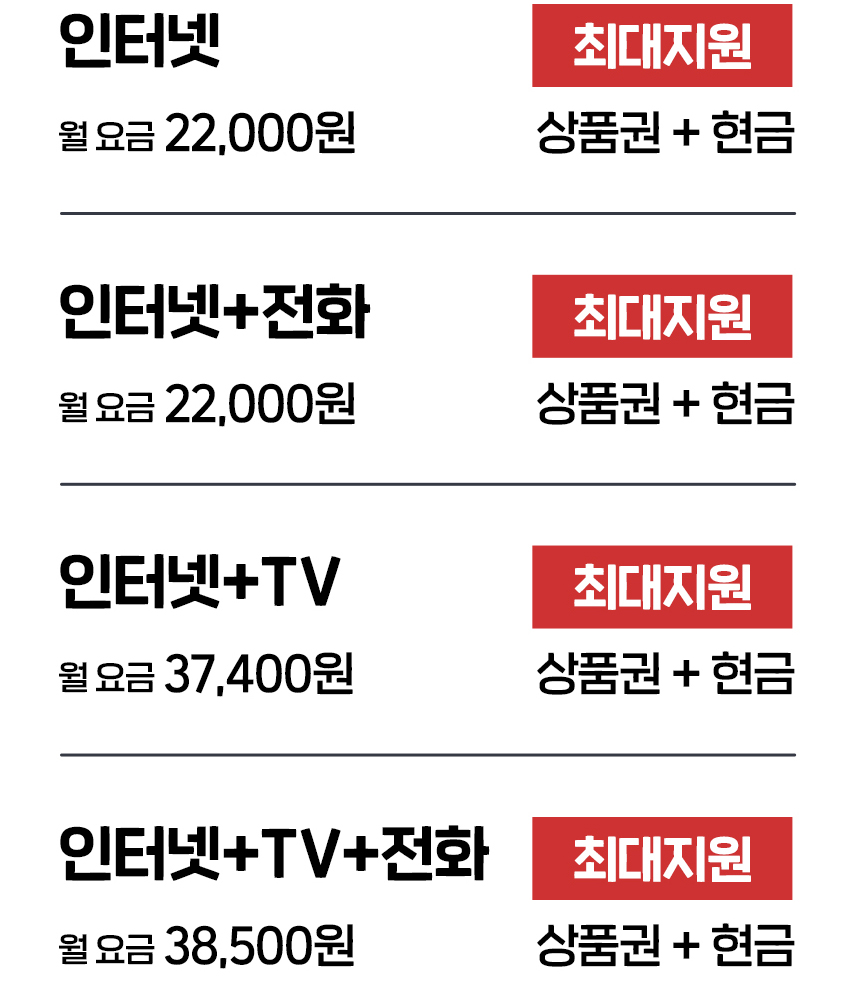 인터넷
최대지원
월 요금 22,000원
상품권 + 현금
인터넷+전화
최대지원
월 요금 22,000원
상품권 + 현금
인터넷+TV
최대지원
월 요금 37,400원
상품권 + 현금
인터넷+TV+전화
최대지원
월 요금 38,500원
상품권 + 현금